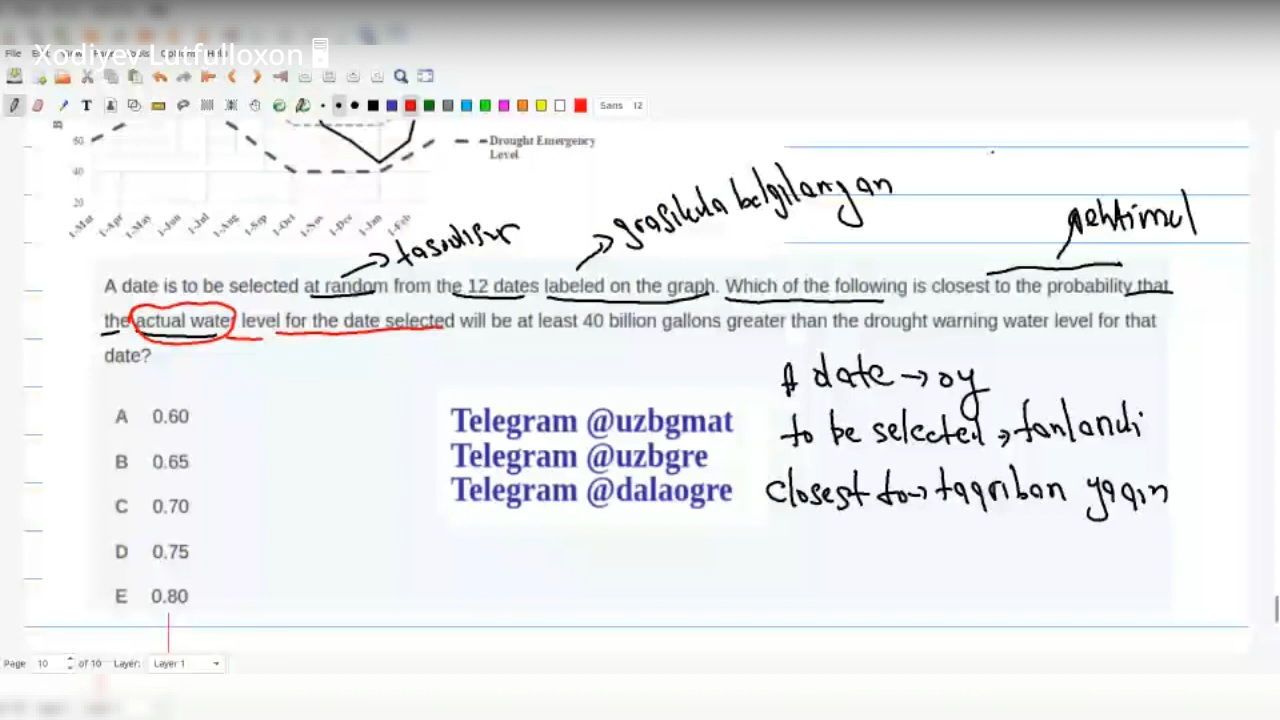 Xodiyev Lutfulloxon
File
Sans 12
60
40
20
Drought Emergency
Level
1-Mar 1-Apr 1-May 1-Jun 1-Jul 1-Aug 1-Sep 1-Oct 1-Nov 1-Dec 1-Jan 1-Feb
grafikda belgilangan
tasodifiy
ehtimol
A date is to be selected at random from the 12 dates labeled on the graph. Which of the following is closest to the probability that
the actual water level for the date selected will be at least 40 billion gallons greater than the drought warning water level for that
date?
A 0.60
B 0.65
C 0.70
D 0.75
E 0.80
Telegram @uzbgmat
Telegram @uzbgre
Telegram @dalaogre
A date → oy
to be selected → tanlandi
closest to → taqriban yaqin
Page 10 of 10 Layer: Layer 1